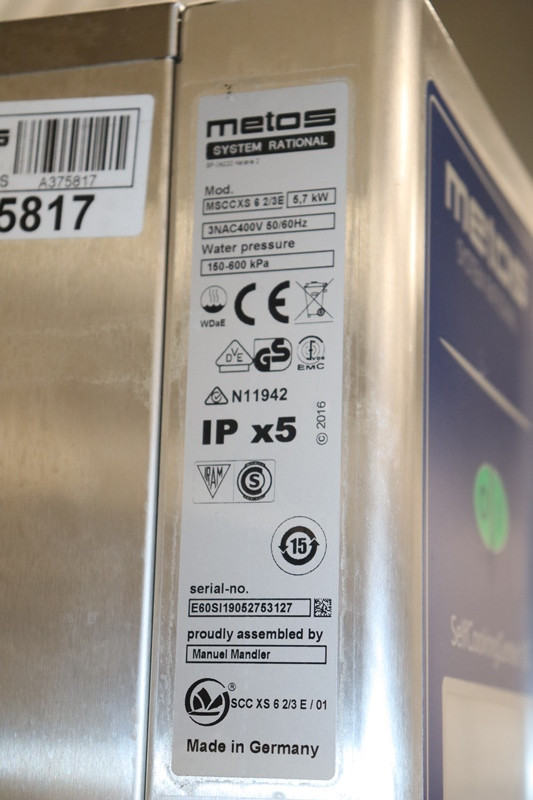 S
A375817
5817
metos
SYSTEM RATIONAL
Mod.
MSCCXS 6 2/3E 5,7 kW
3NAC400V 50/60Hz
Water pressure
150-600 kPa
WDaE
CE
DVE GS EMC
N11942
IP x5
© 2016
S
15
serial-no.
E60SI19052753127
proudly assembled by
Manuel Mandler
® SCC XS 6 2/3 E / 01
Made in Germany
metos